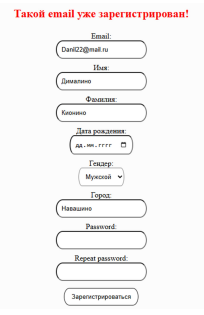 Такой email уже зарегистрирован!
Email:
Danil22@mail.ru
Имя:
Дималино
Фамилия:
Кионино
Дата рождения:
дд.мм.гггг
Гендер:
Мужской
Город:
Навашино
Password:
Repeat password:
Зарегистрироваться